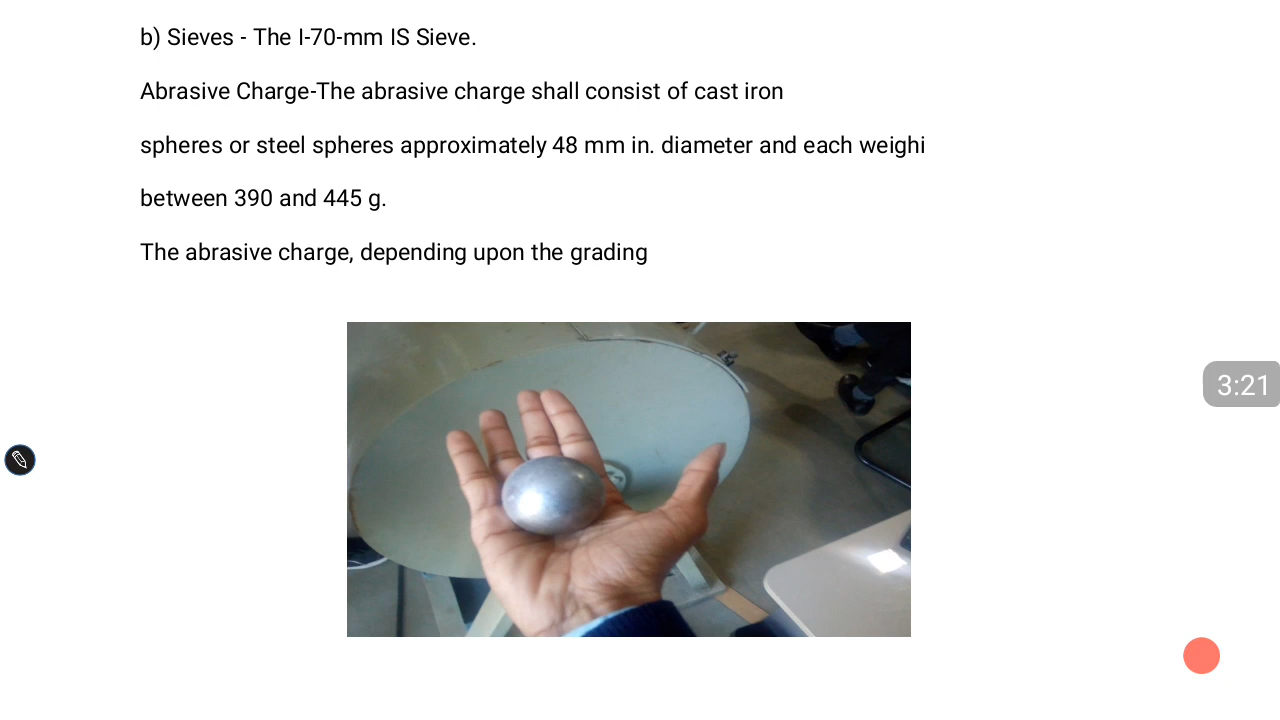 b) Sieves - The I-70-mm IS Sieve.
Abrasive Charge-The abrasive charge shall consist of cast iron
spheres or steel spheres approximately 48 mm in. diameter and each weighi
between 390 and 445 g.
The abrasive charge, depending upon the grading
3:21